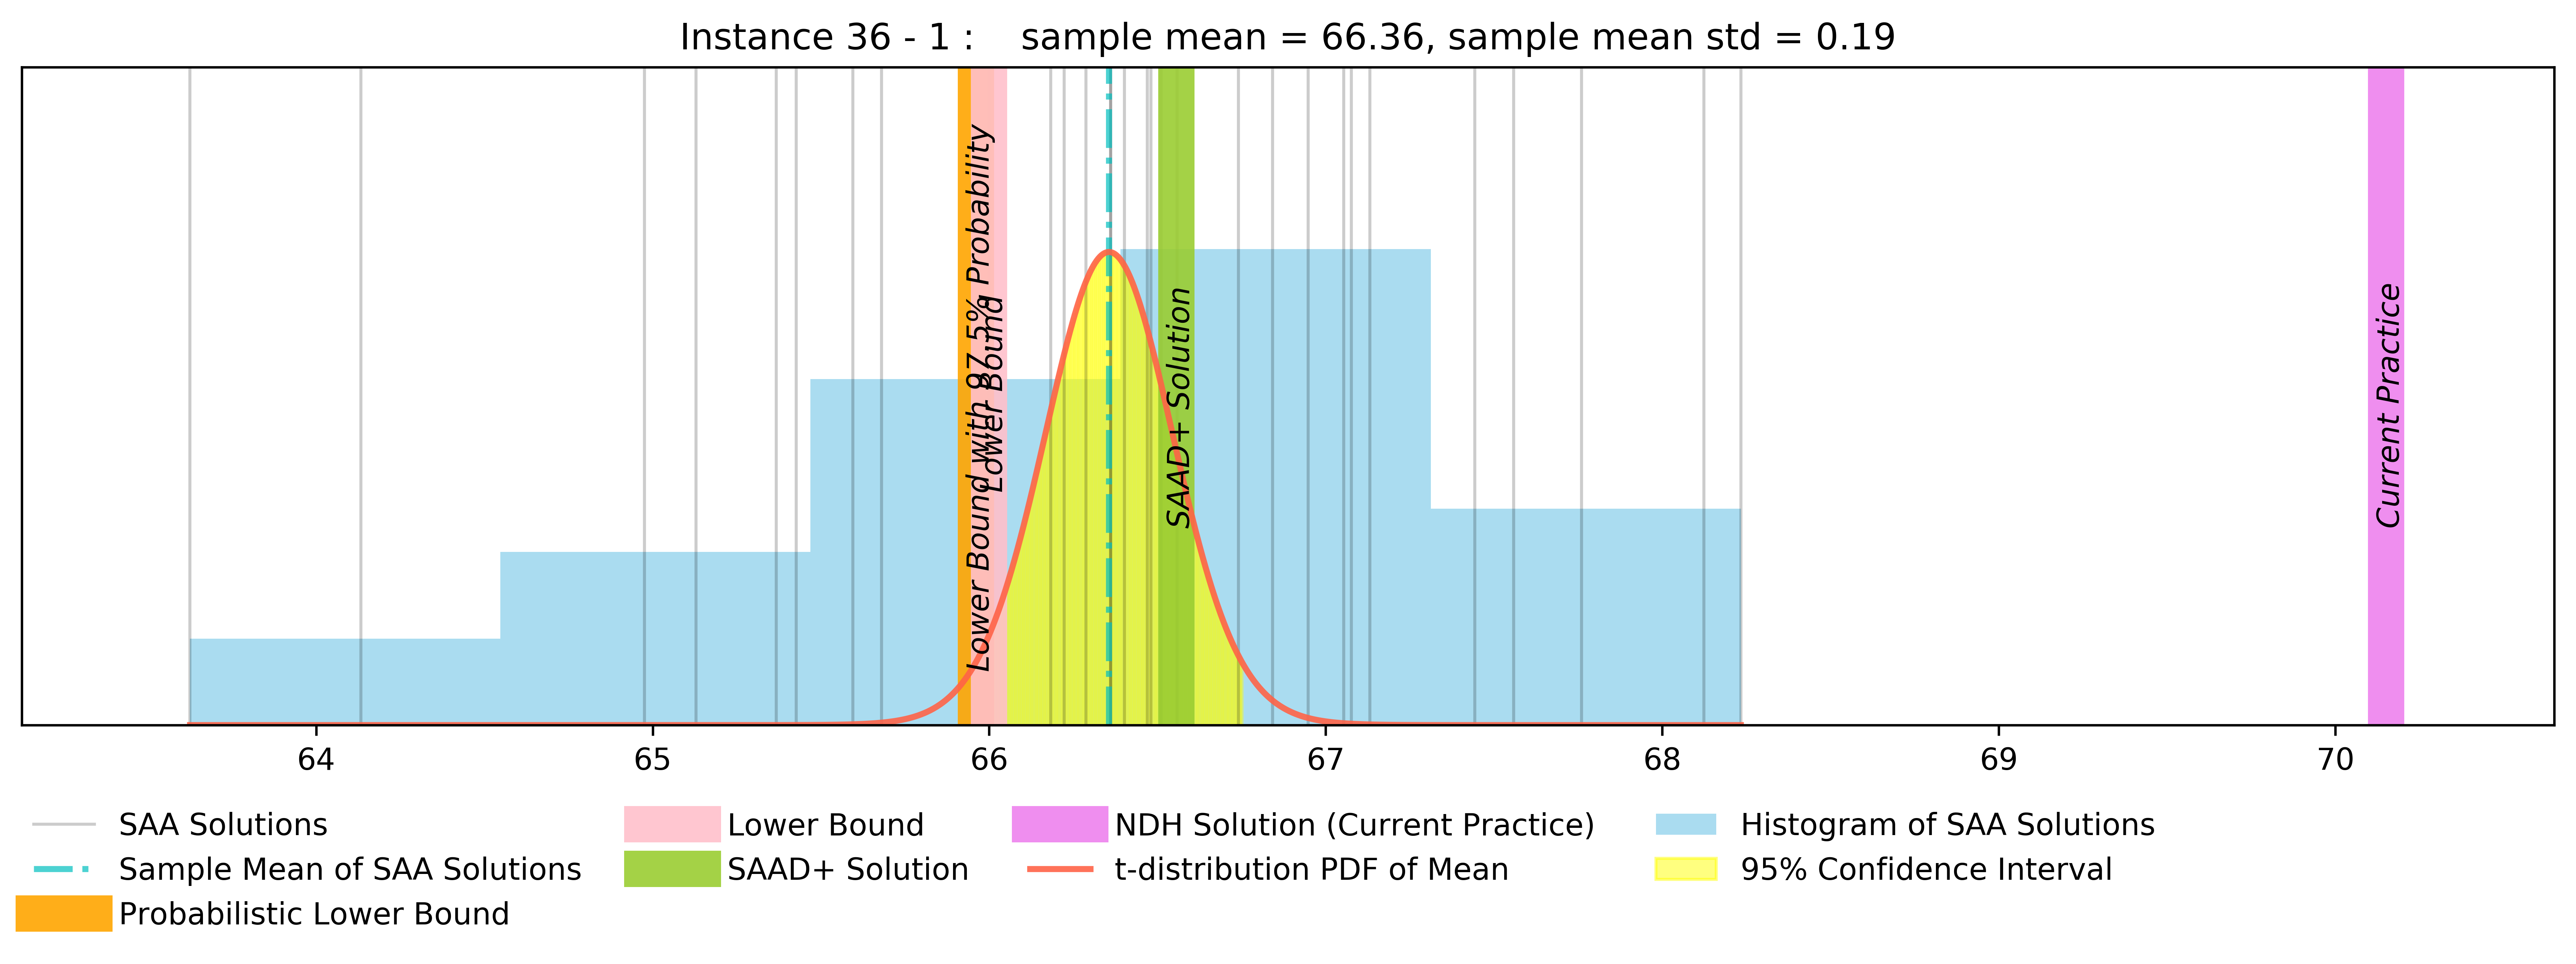 Instance 36 - 1 :    sample mean = 66.36, sample mean std = 0.19
Lower Bound with 97.5% Probability
Lower Bound
SAAD+ Solution
Current Practice
64 65 66 67 68 69 70
SAA Solutions
Sample Mean of SAA Solutions
Probabilistic Lower Bound
Lower Bound
SAAD+ Solution
NDH Solution (Current Practice)
t-distribution PDF of Mean
Histogram of SAA Solutions
95% Confidence Interval